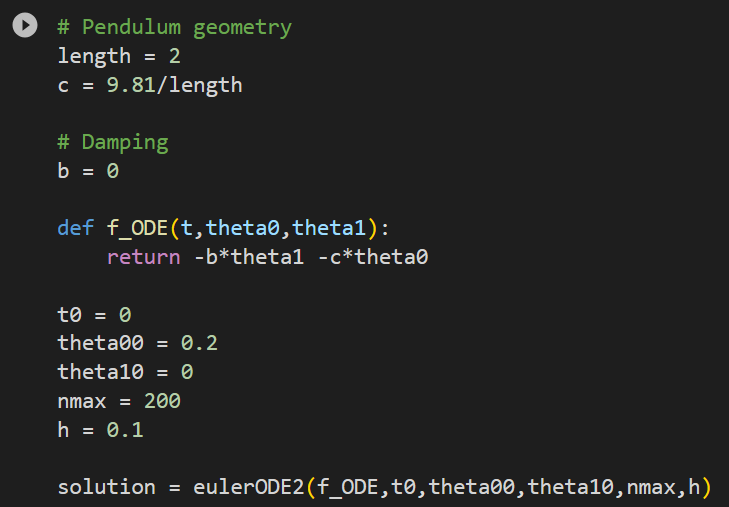 # Pendulum geometry
length = 2
c = 9.81/length
# Damping
b = 0
def f_ODE(t,theta0,theta1):
    return -b*theta1 -c*theta0
t0 = 0
theta00 = 0.2
theta10 = 0
nmax = 200
h = 0.1
solution = eulerODE2(f_ODE,t0,theta00,theta10,nmax,h)